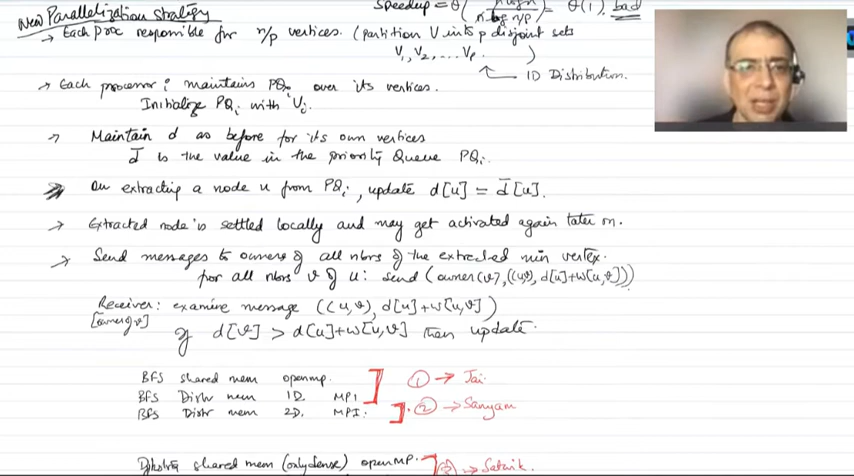 Speedup = θ( n log n / n log n/p ) = θ(1). bad
New Parallelization Strategy
→ Each proc responsible for n/p vertices. (partition V into p disjoint sets
V₁, V₂, ... Vp. )
1D Distribution.
→ Each processor i maintains PQi over its vertices.
Initialize PQi with Vi.
→ Maintain d as before for its own vertices
d̄ is the value in the priority Queue PQi.
→ On extracting a node u from PQi, update d[u] = d̄[u].
→ Extracted node is settled locally and may get activated again later on.
→ Send messages to owners of all nbrs of the extracted min vertex.
for all nbrs v of u: send (owner(v), ((u,v), d[u]+w[u,v]))
Receiver: examine message ((u,v), d[u]+w[u,v])
[owner of v]
if d[v] > d[u]+w[u,v] then update.
BFS shared mem openmp. ① → Jai.
BFS Distr mem 1D. MPI
BFS Distr mem 2D. MPI. ② → Sanyam
Dijkstra shared mem (only dense) openMP. ③ → Satwik.